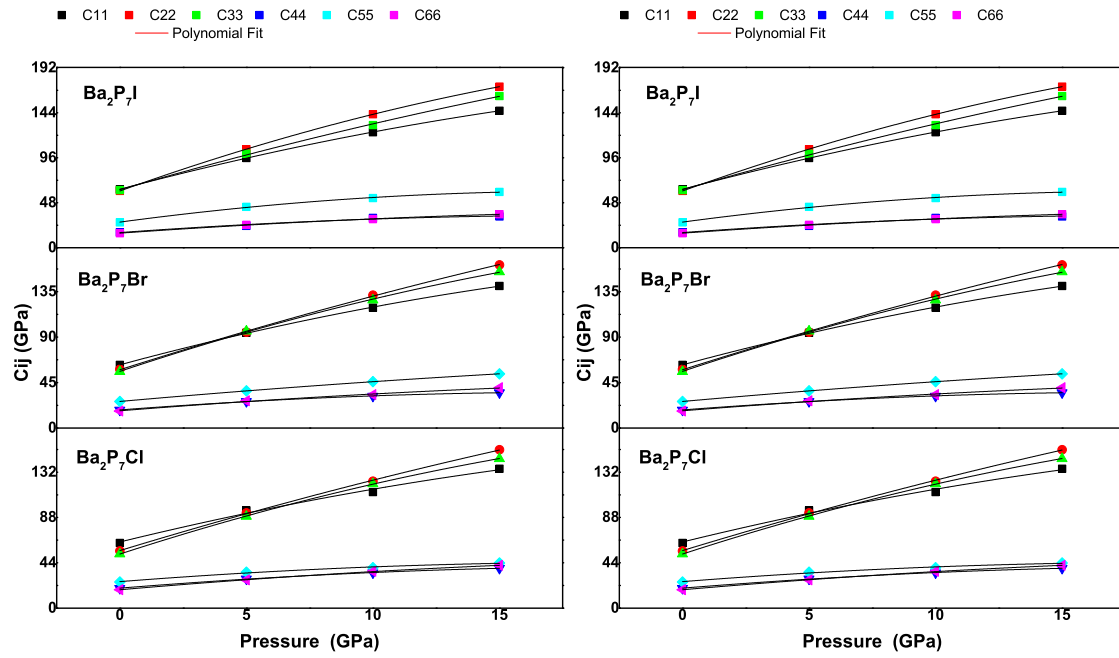 C11 C22 C33 C44 C55 C66
Polynomial Fit
192
144
96
48
0
Ba₂P₇I
135
90
45
0
Ba₂P₇Br
132
88
44
0
Ba₂P₇Cl
Cij (GPa)
0 5 10 15
Pressure (GPa)
C11 C22 C33 C44 C55 C66
Polynomial Fit
192
144
96
48
0
Ba₂P₇I
135
90
45
0
Ba₂P₇Br
132
88
44
0
Ba₂P₇Cl
Cij (GPa)
0 5 10 15
Pressure (GPa)